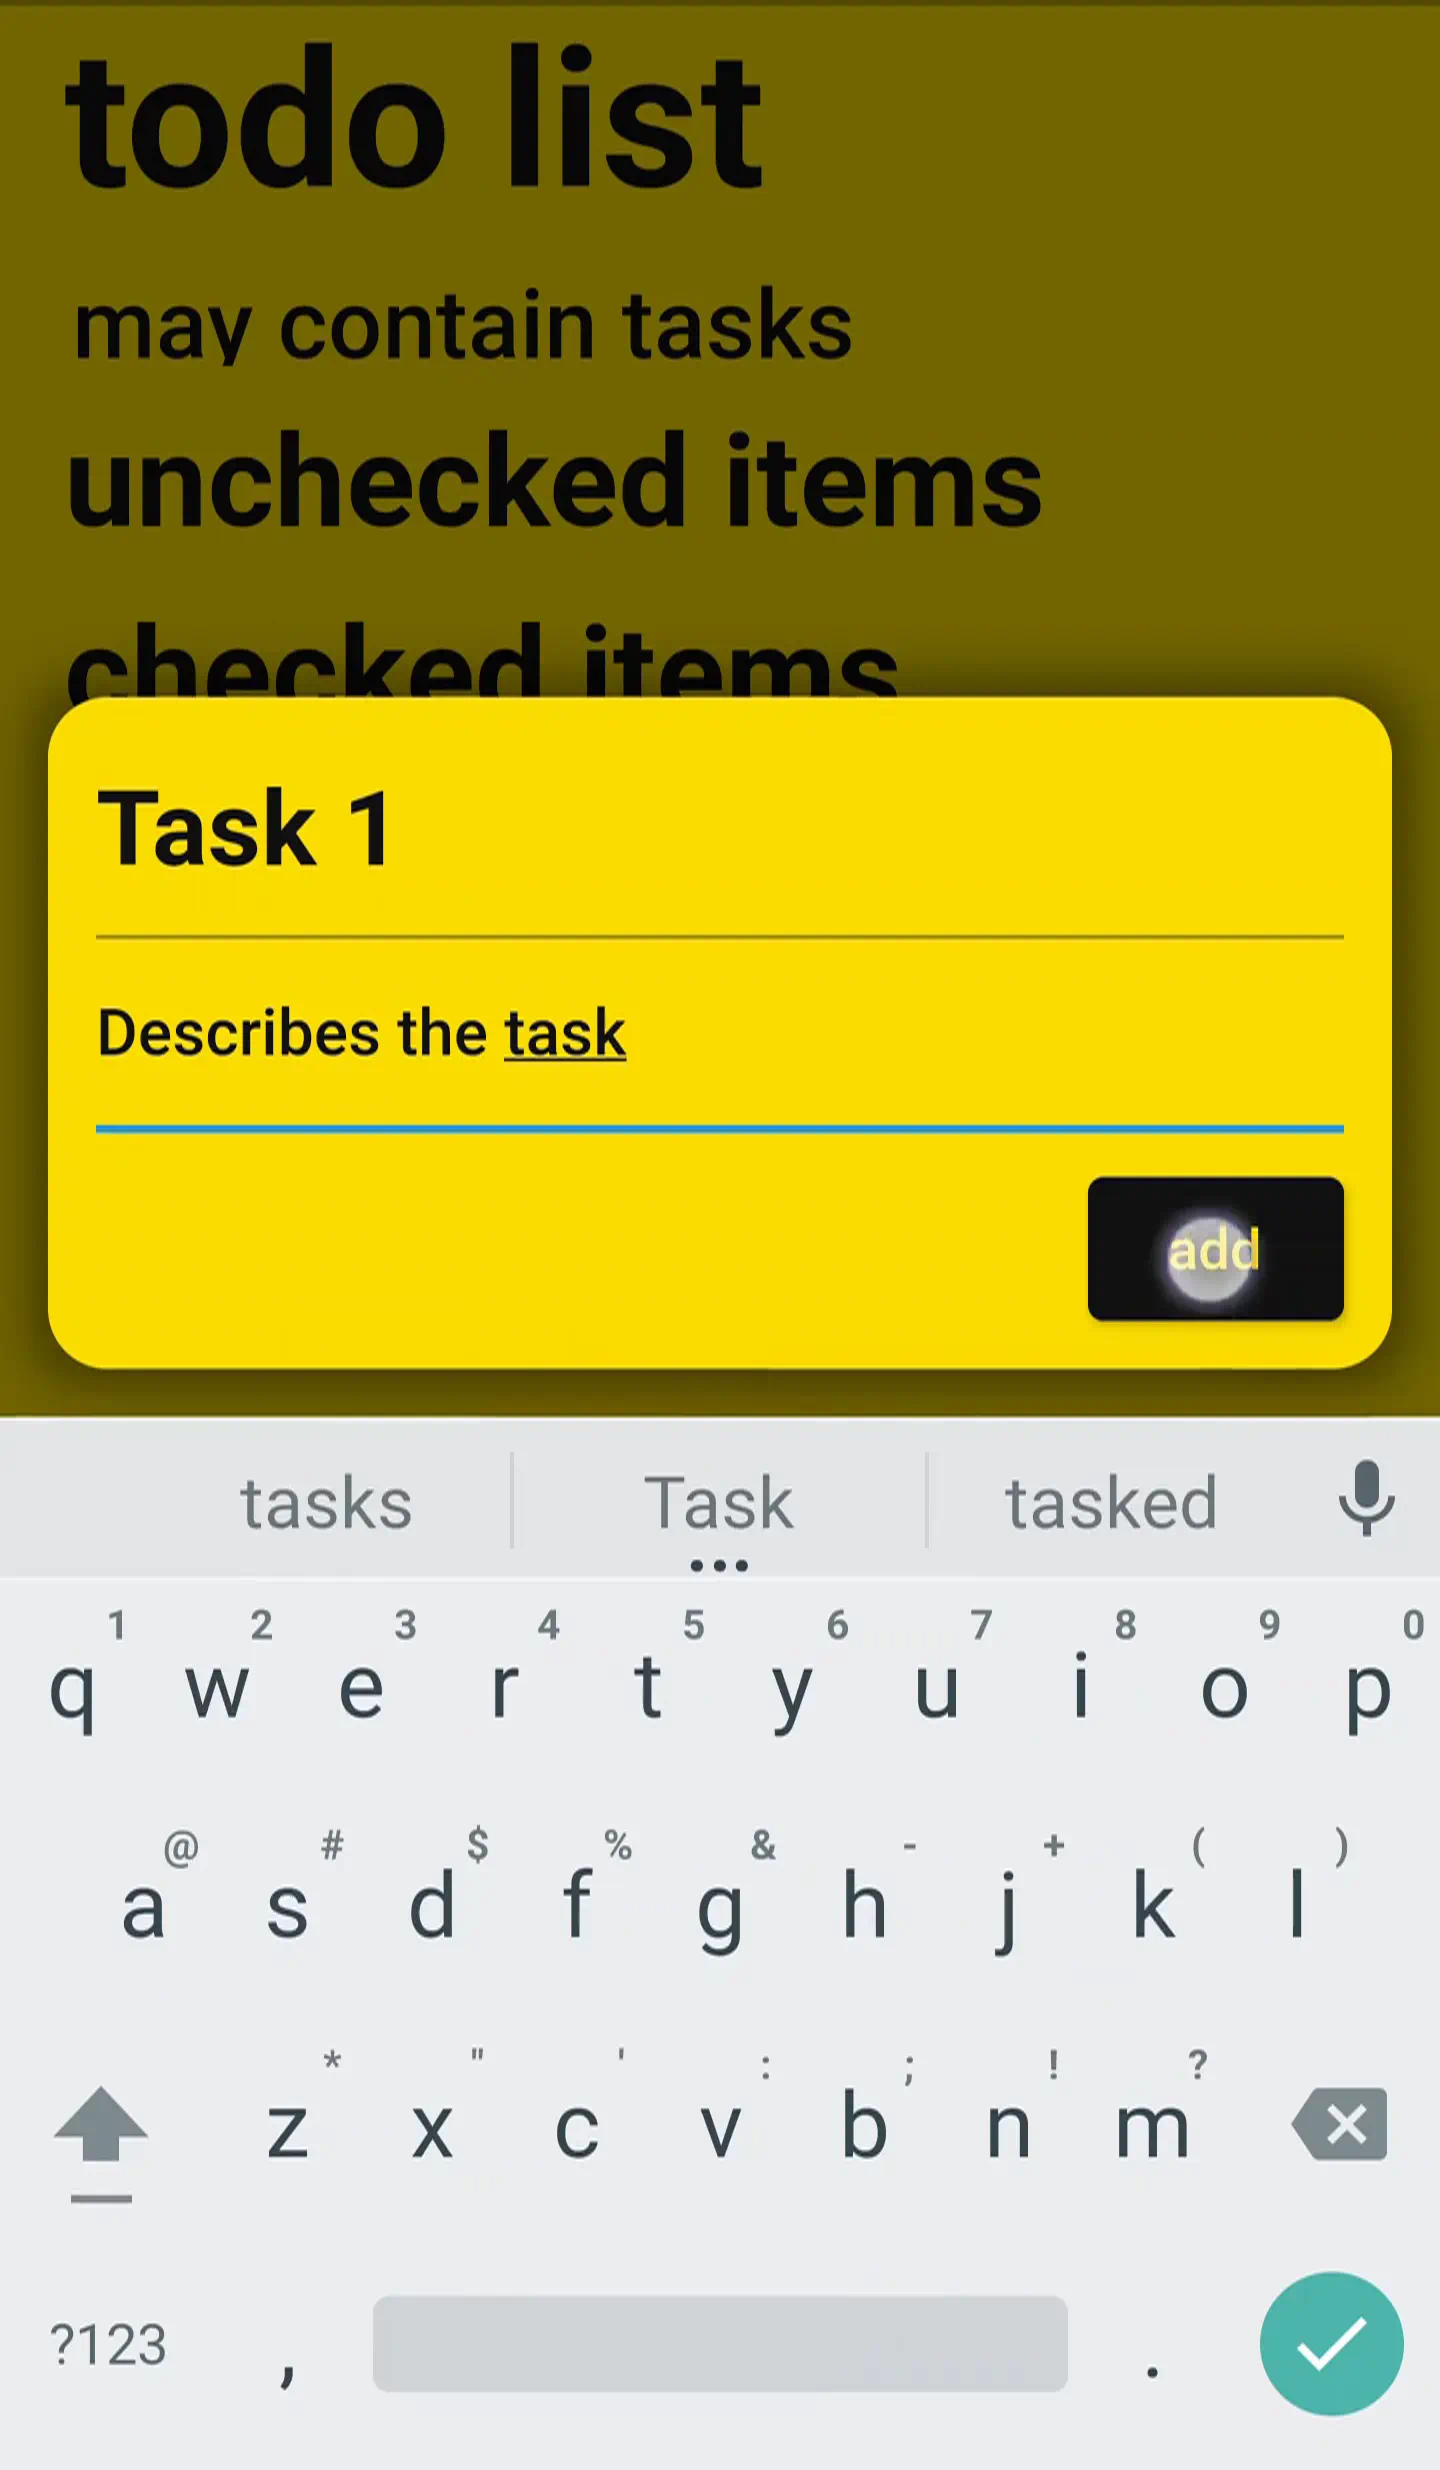 todo list
may contain tasks
unchecked items
checked items
Task 1
Describes the task
add
tasks Task tasked
1 2 3 4 5 6 7 8 9 0
q w e r t y u i o p
@ # $ % & - + ( )
a s d f g h j k l
* " ' : ; ! ?
z x c v b n m
?123 , .